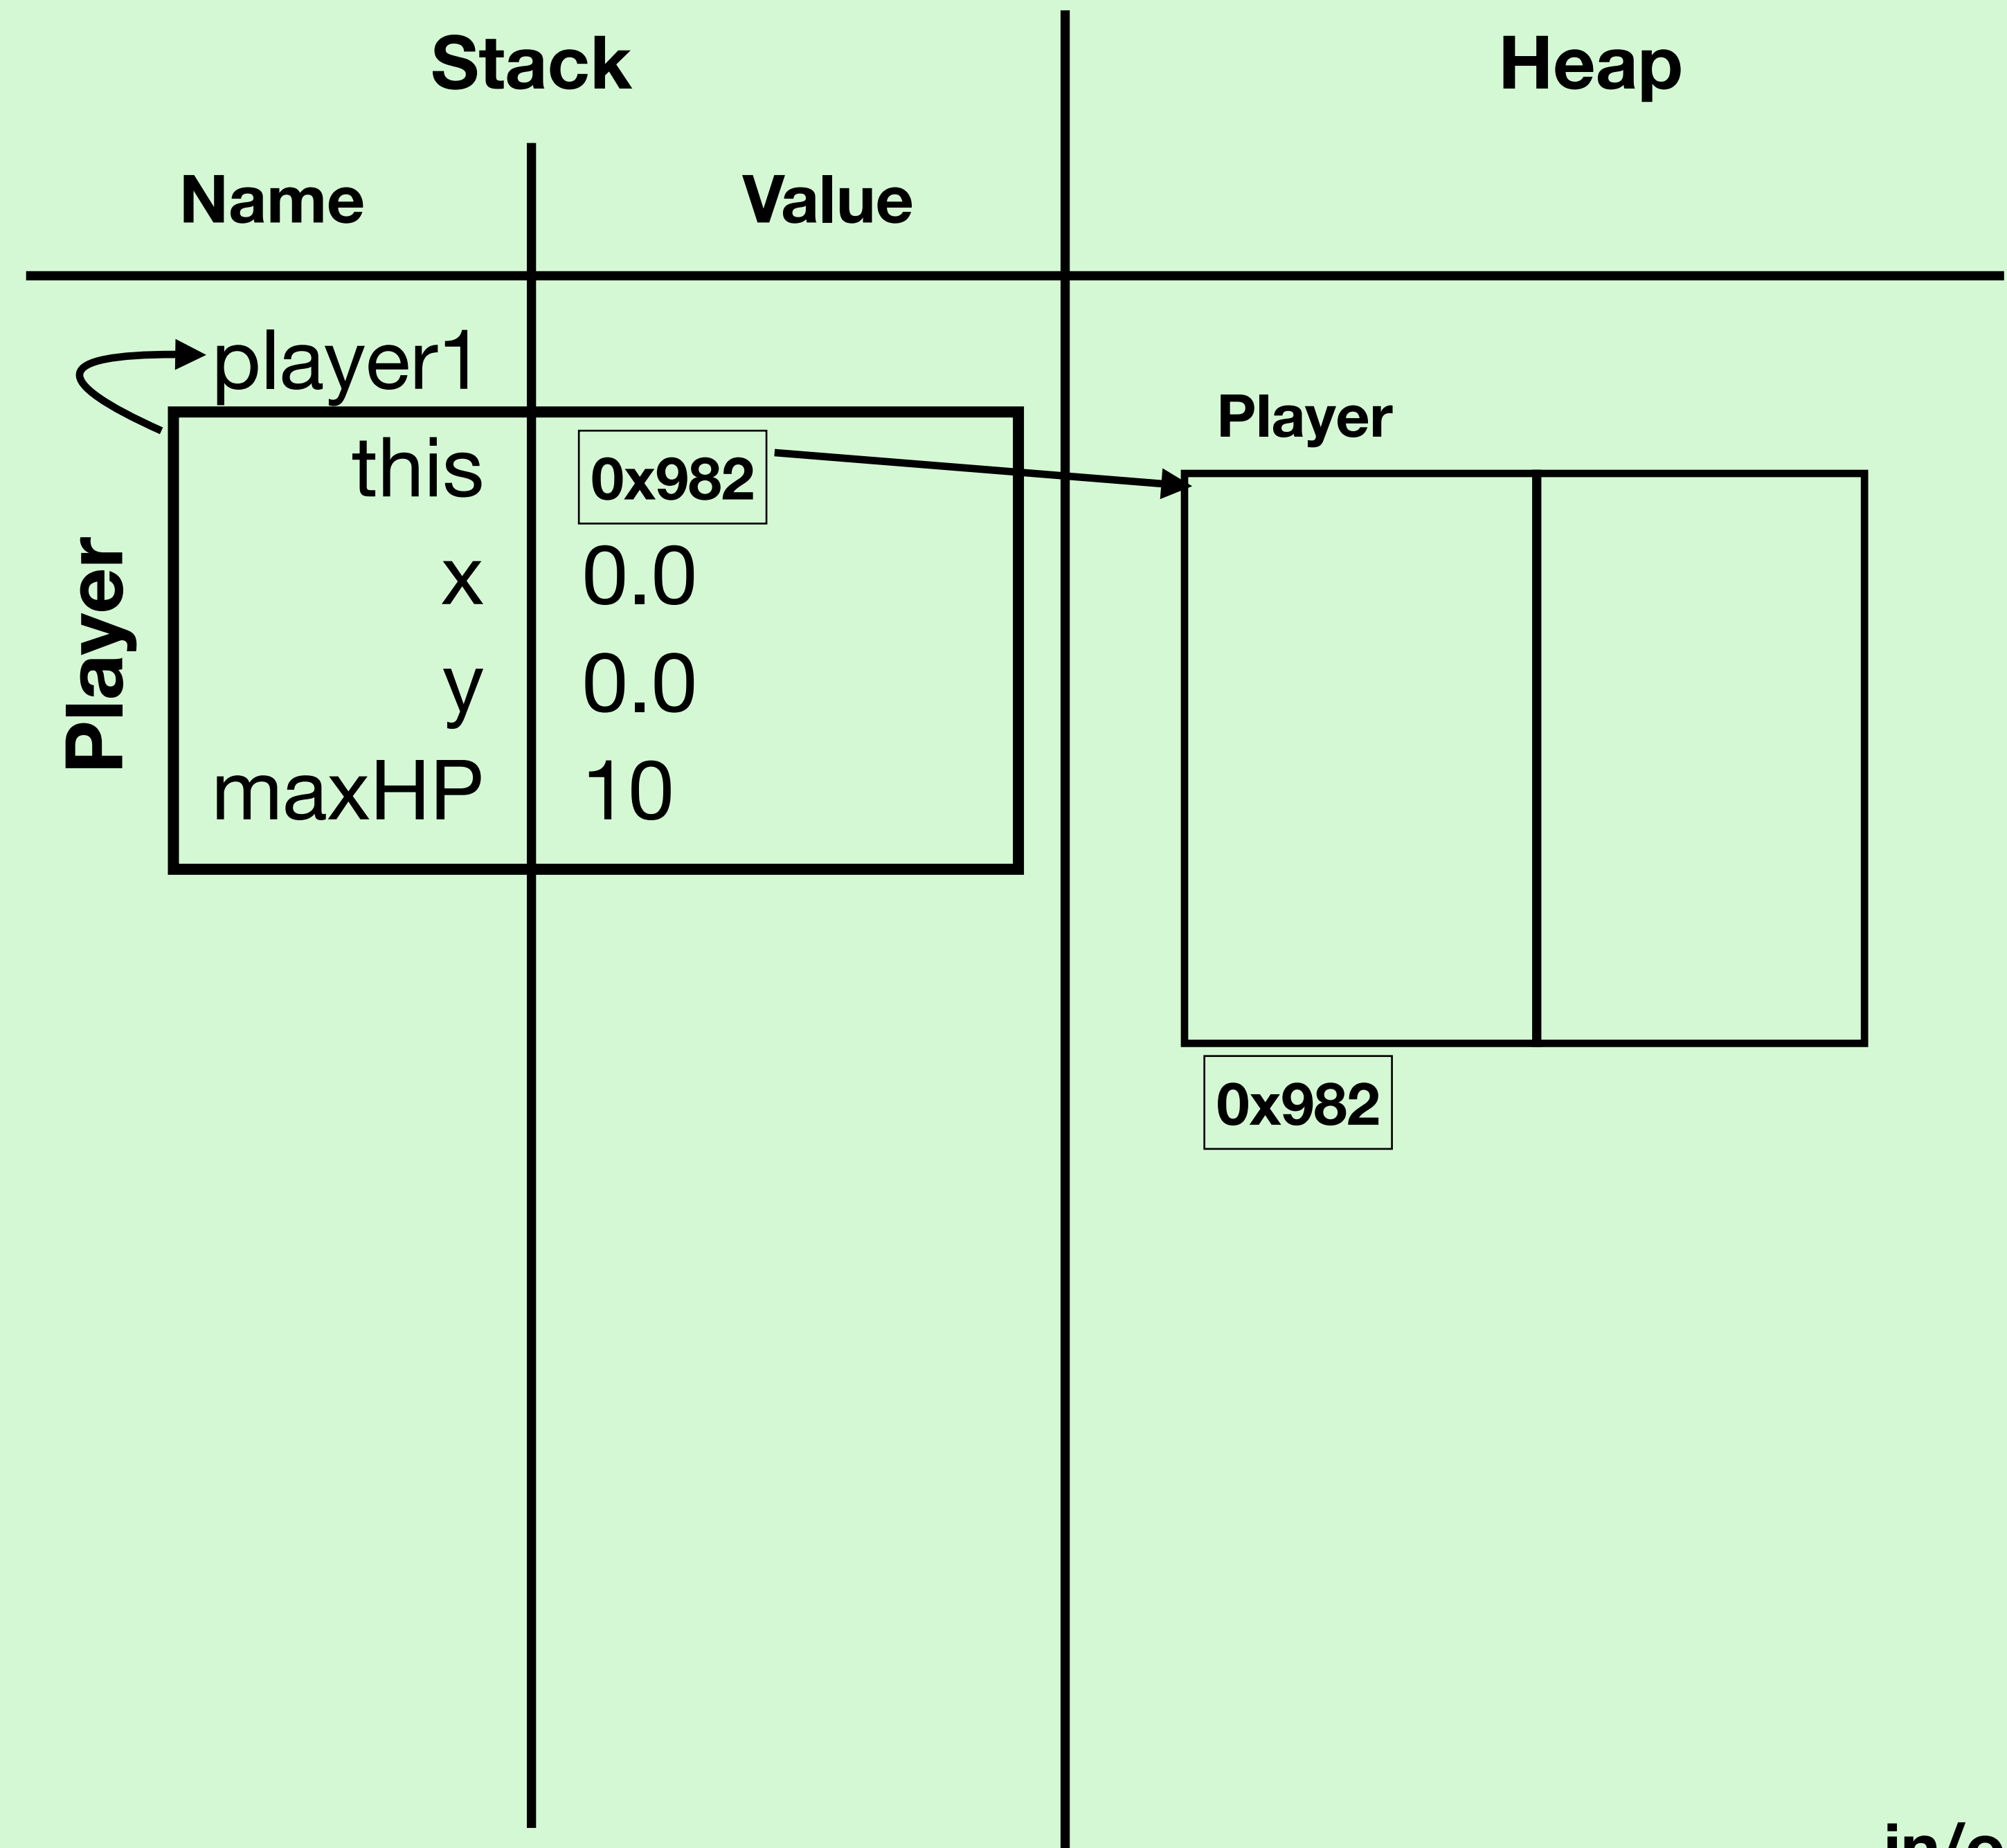 Stack
Heap
Name Value
player1
Player
this 0x982
x 0.0
y 0.0
maxHP 10
Player
0x982